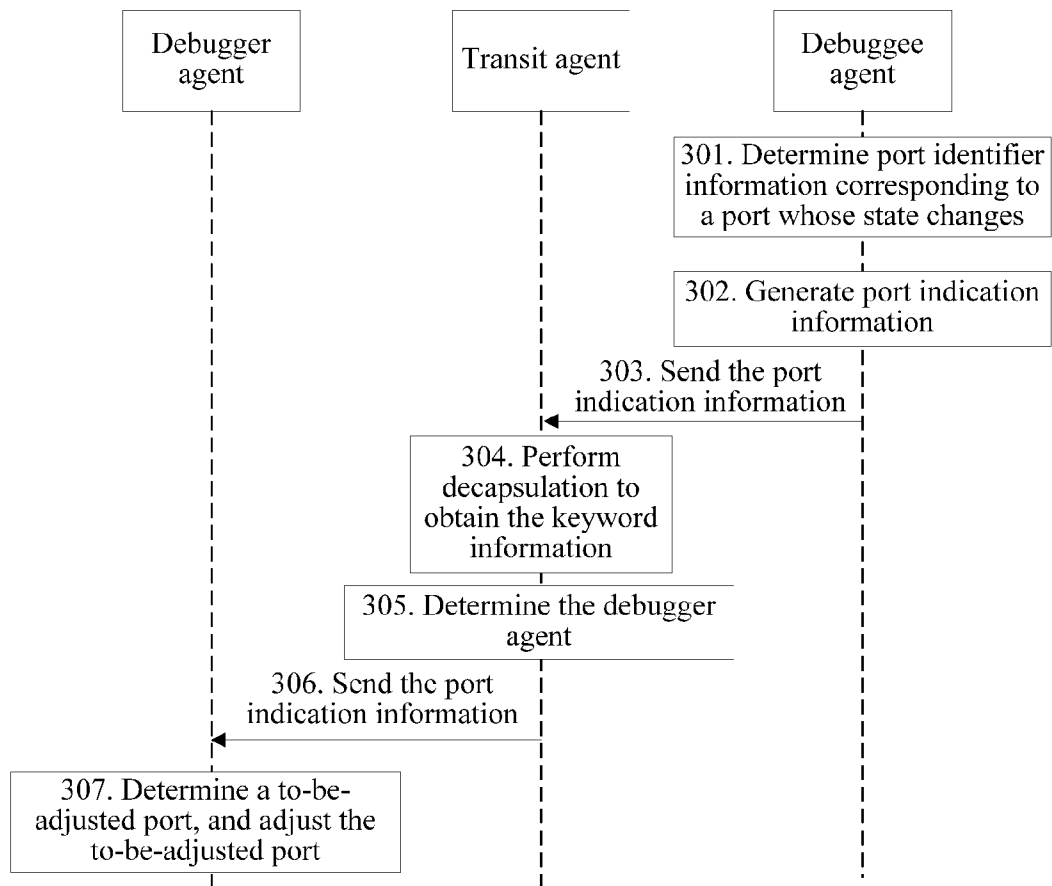 Debugger
agent
Transit agent
Debuggee
agent
301. Determine port identifier
information corresponding to
a port whose state changes
302. Generate port indication
information
303. Send the port
indication information
304. Perform
decapsulation to
obtain the keyword
information
305. Determine the debugger
agent
306. Send the port
indication information
307. Determine a to-be-
adjusted port, and adjust the
to-be-adjusted port